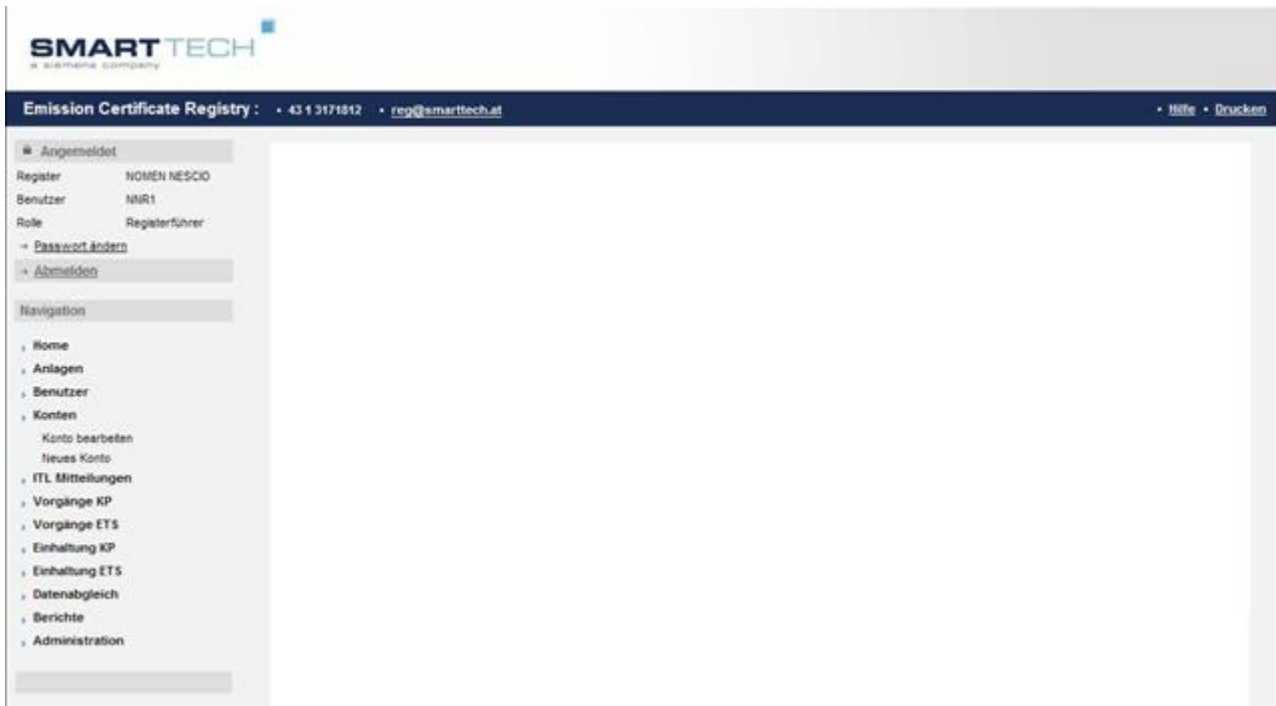 SMART TECH
a siemens company
Emission Certificate Registry : • 43 1 3171812 • reg@smarttech.at • Hilfe • Drucken
Angemeldet
Register NOMEN NESCIO
Benutzer NNR1
Rolle Registerführer
→ Passwort ändern
→ Abmelden
Navigation
Home
Anlagen
Benutzer
Konten
Konto bearbeiten
Neues Konto
ITL Mitteilungen
Vorgänge KP
Vorgänge ETS
Einhaltung KP
Einhaltung ETS
Datenabgleich
Berichte
Administration